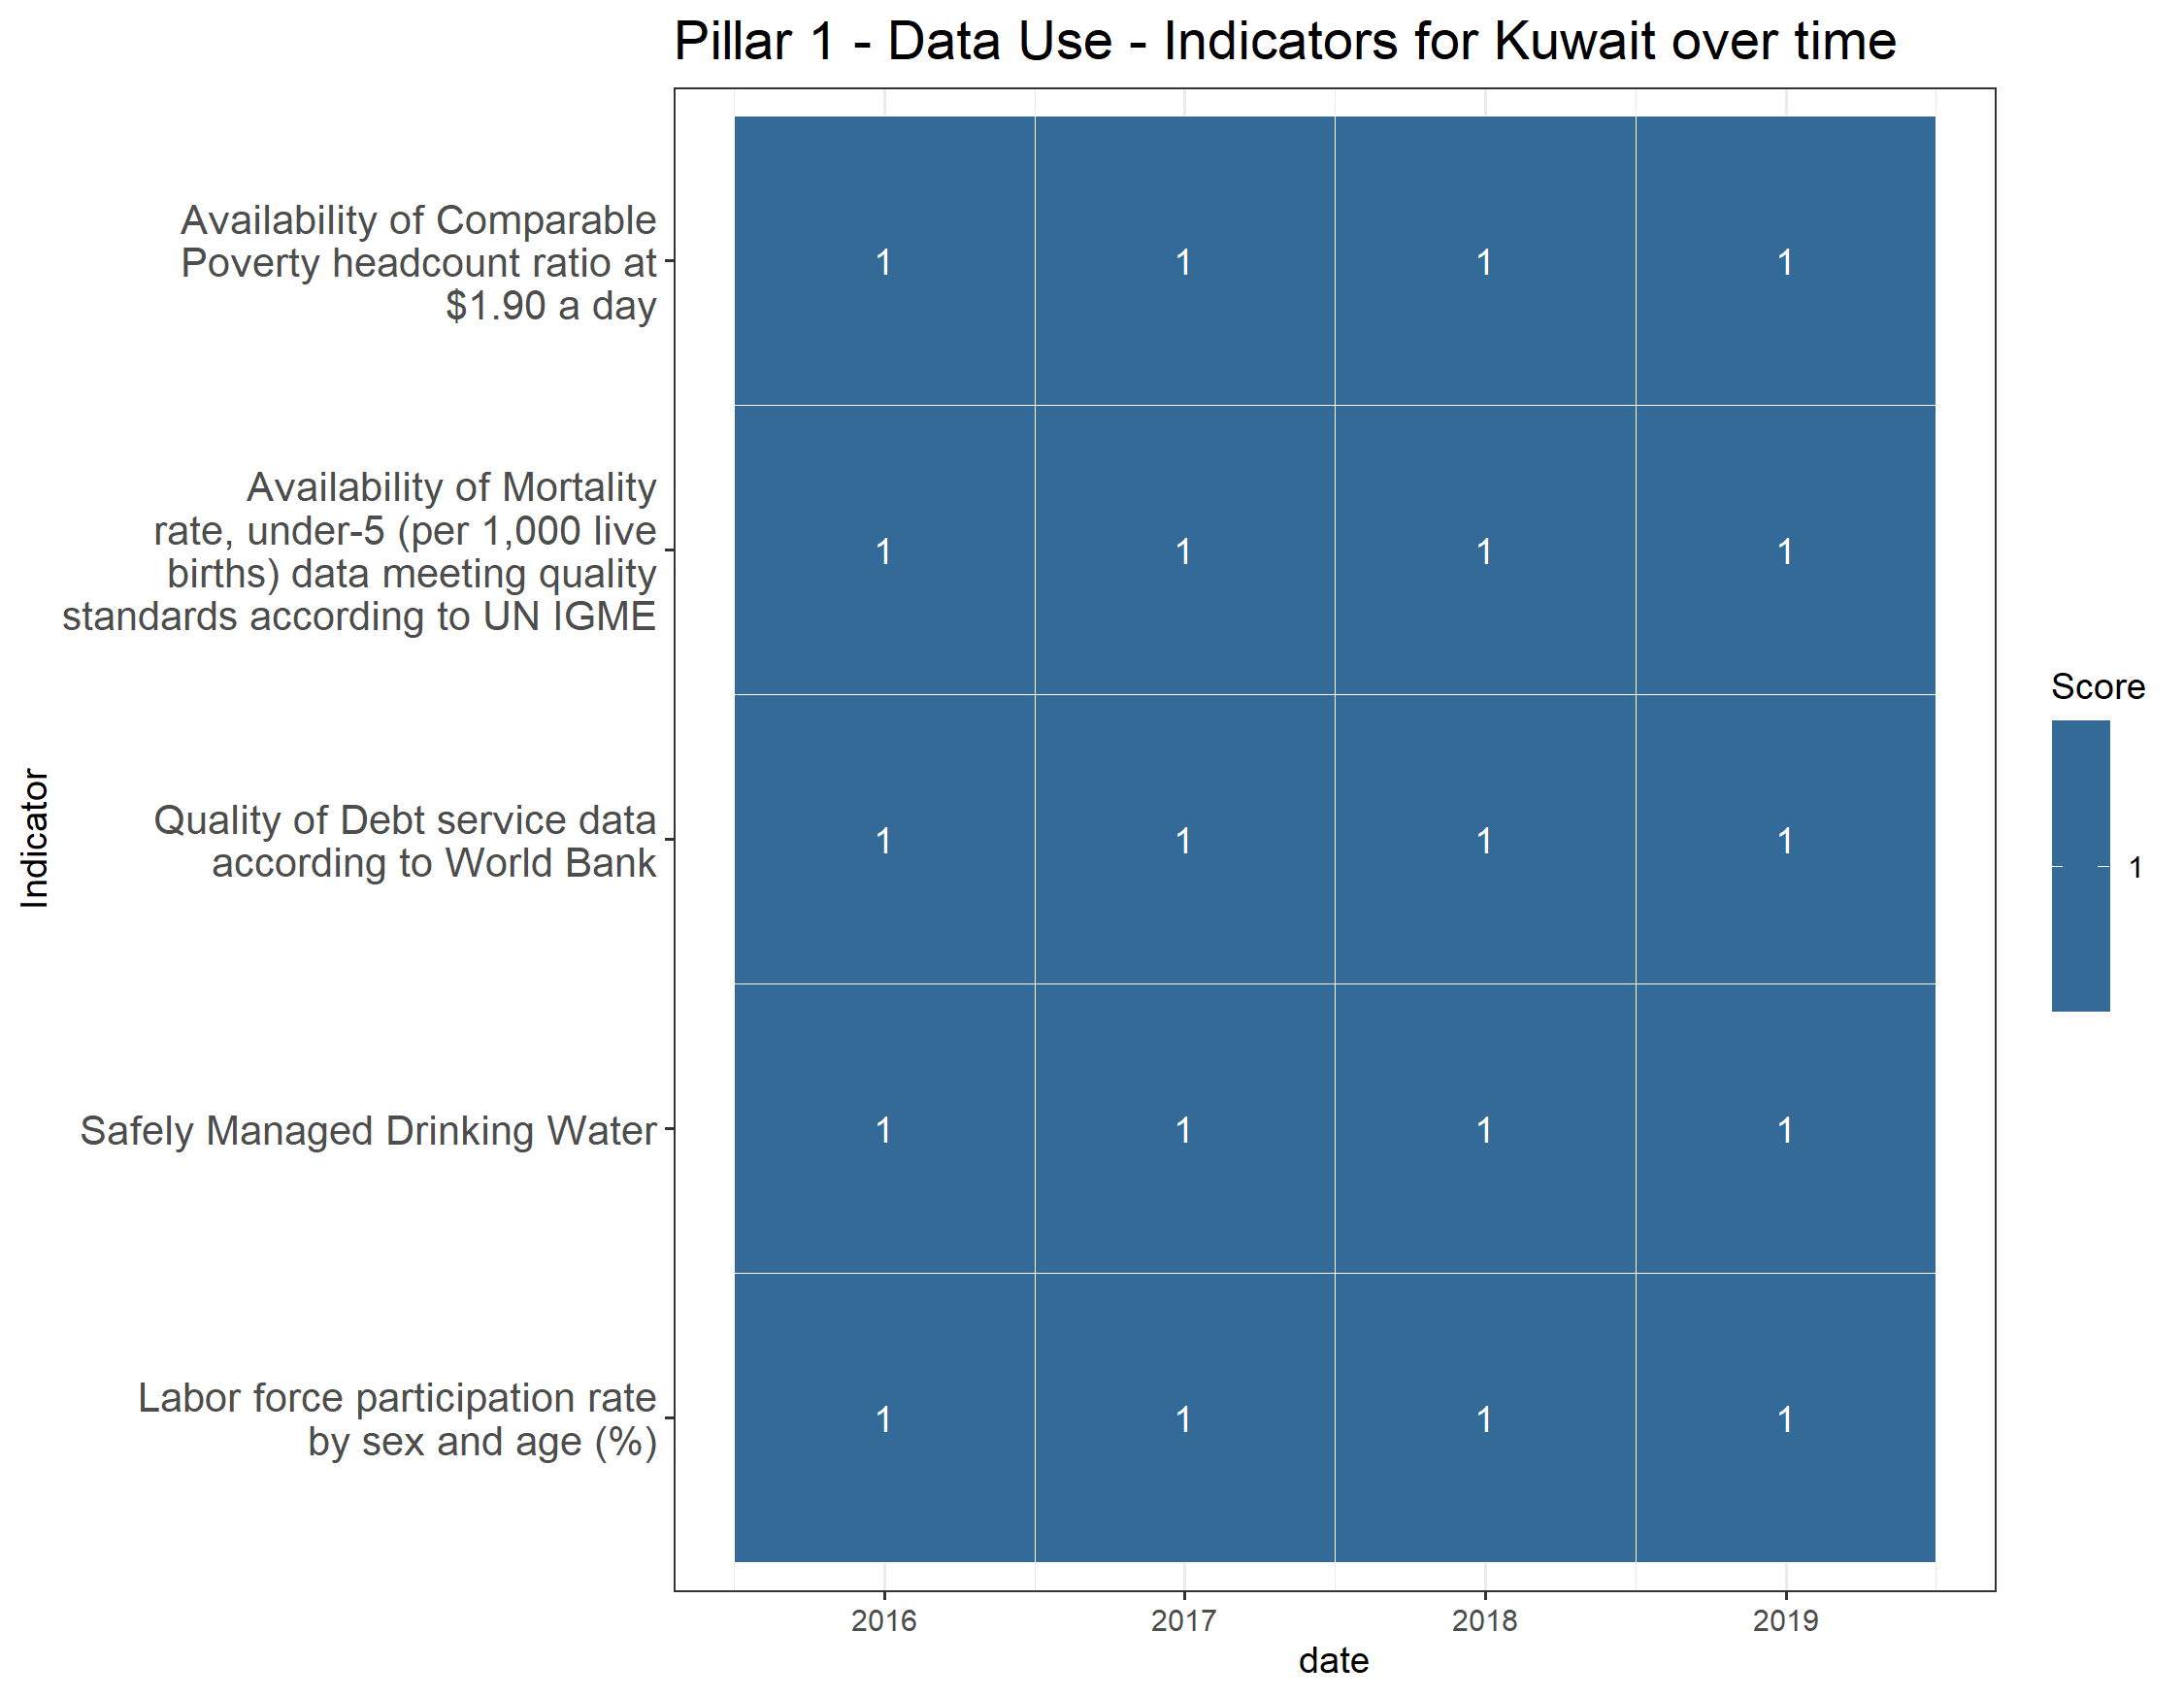 Pillar 1 - Data Use - Indicators for Kuwait over time
Indicator
Availability of Comparable
Poverty headcount ratio at
$1.90 a day
1 1 1 1
Availability of Mortality
rate, under-5 (per 1,000 live
births) data meeting quality
standards according to UN IGME
1 1 1 1
Quality of Debt service data
according to World Bank
1 1 1 1
Safely Managed Drinking Water
1 1 1 1
Labor force participation rate
by sex and age (%)
1 1 1 1
2016 2017 2018 2019
date
Score
1